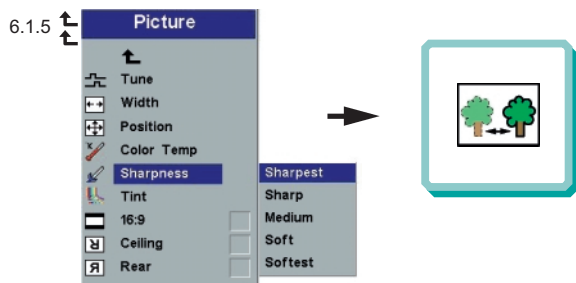 6.1.5
Picture
Tune
Width
Position
Color Temp
Sharpness
Sharpest
Tint
Sharp
16:9
Medium
Ceiling
Soft
Rear
Softest